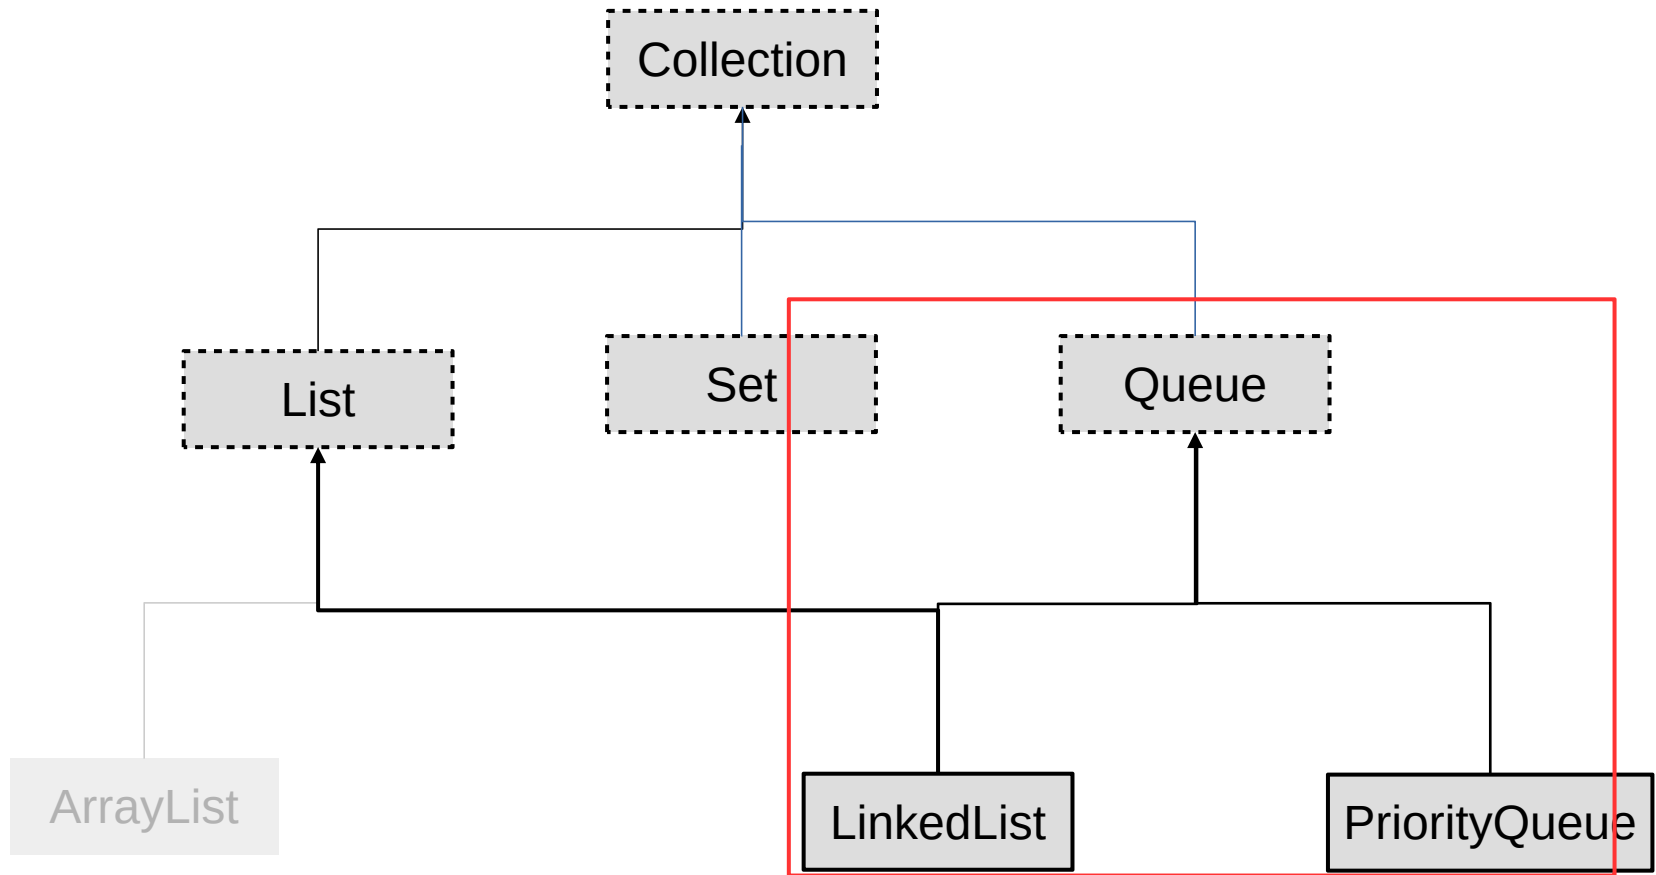 Collection
List
Set
Queue
ArrayList
LinkedList
PriorityQueue